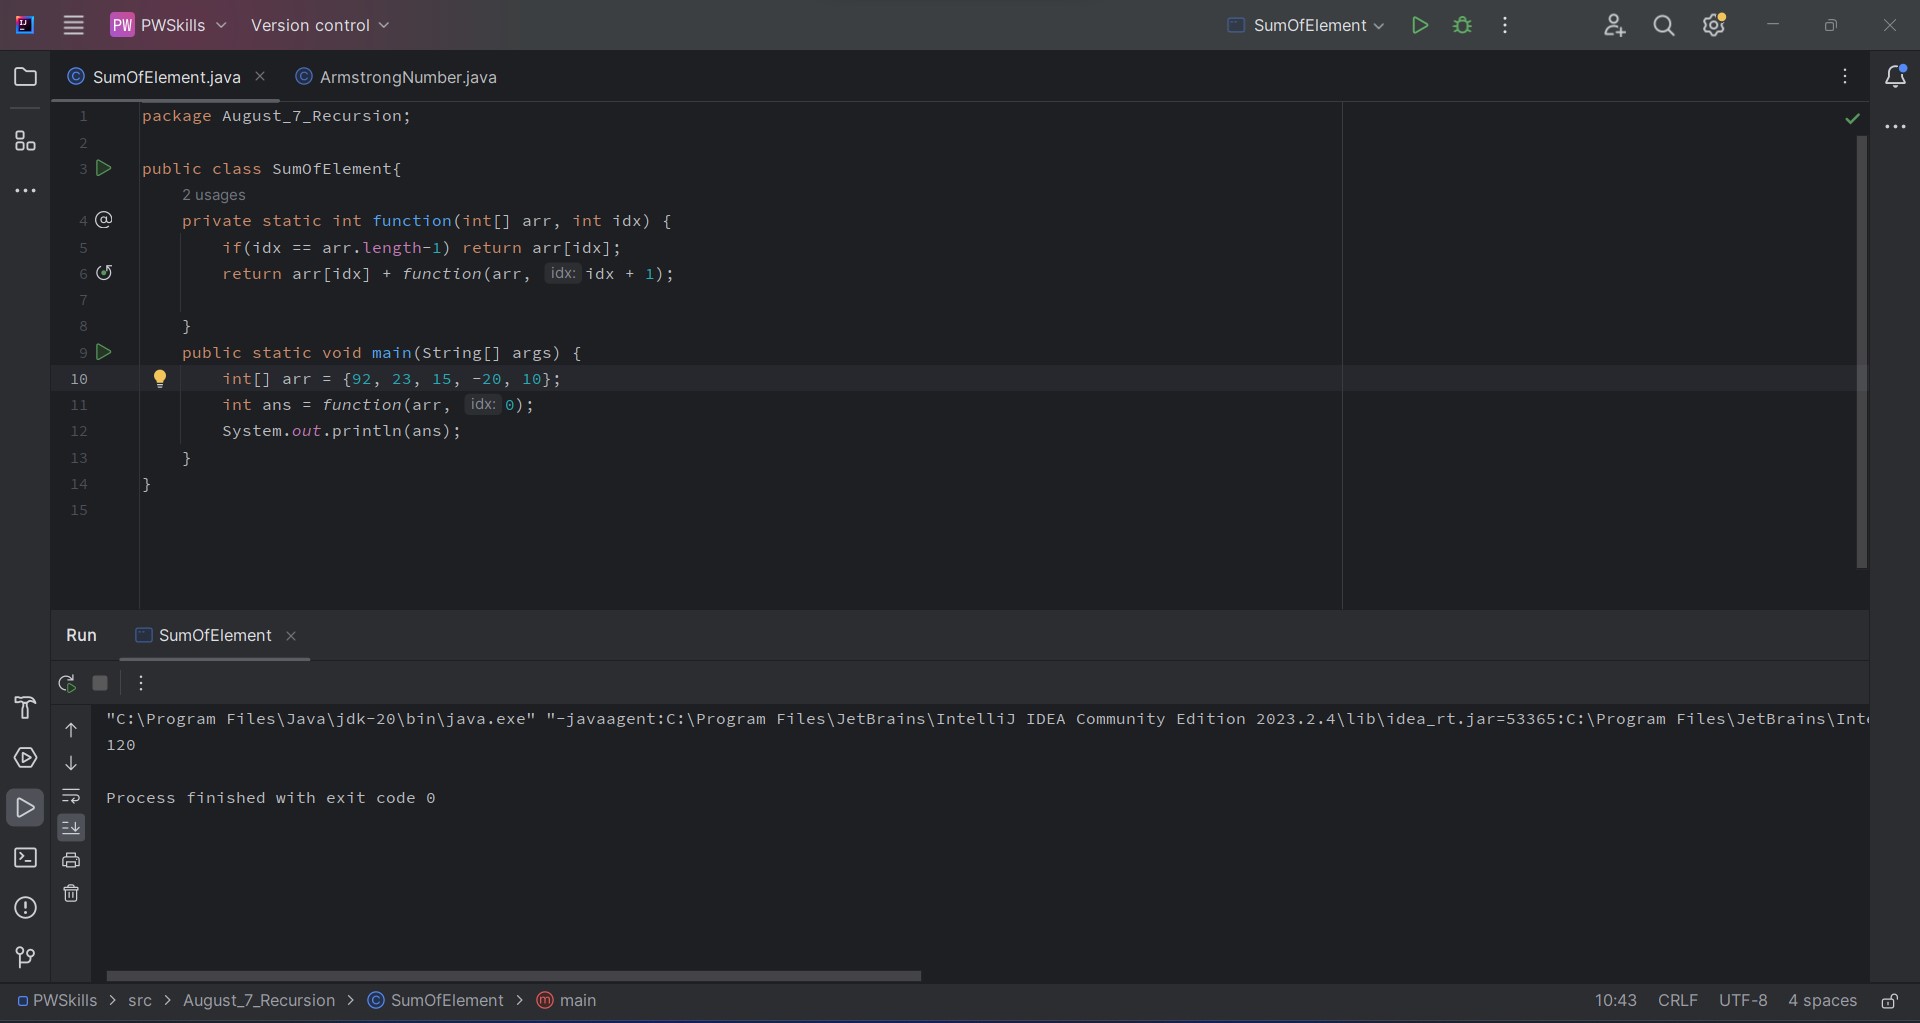 PW PWSkills Version control SumOfElement
SumOfElement.java ArmstrongNumber.java
1 package August_7_Recursion;
2
3 public class SumOfElement{
2 usages
4 private static int function(int[] arr, int idx) {
5 if(idx == arr.length-1) return arr[idx];
6 return arr[idx] + function(arr, idx: idx + 1);
7
8 }
9 public static void main(String[] args) {
10 int[] arr = {92, 23, 15, -20, 10};
11 int ans = function(arr, idx: 0);
12 System.out.println(ans);
13 }
14 }
15
Run SumOfElement
"C:\Program Files\Java\jdk-20\bin\java.exe" "-javaagent:C:\Program Files\JetBrains\IntelliJ IDEA Community Edition 2023.2.4\lib\idea_rt.jar=53365:C:\Program Files\JetBrains\Inte
120
Process finished with exit code 0
PWSkills > src > August_7_Recursion > SumOfElement > main 10:43 CRLF UTF-8 4 spaces